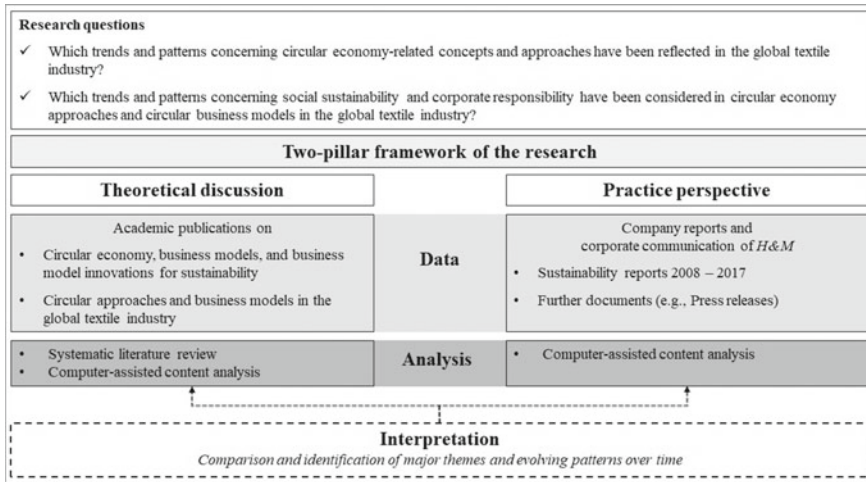 Research questions
✓ Which trends and patterns concerning circular economy-related concepts and approaches have been reflected in the global textile
industry?
✓ Which trends and patterns concerning social sustainability and corporate responsibility have been considered in circular economy
approaches and circular business models in the global textile industry?
Two-pillar framework of the research
Theoretical discussion
Practice perspective
Academic publications on
• Circular economy, business models, and business
model innovations for sustainability
• Circular approaches and business models in the
global textile industry
Data
Company reports and
corporate communication of H&M
• Sustainability reports 2008 – 2017
• Further documents (e.g., Press releases)
• Systematic literature review
• Computer-assisted content analysis
Analysis
• Computer-assisted content analysis
Interpretation
Comparison and identification of major themes and evolving patterns over time